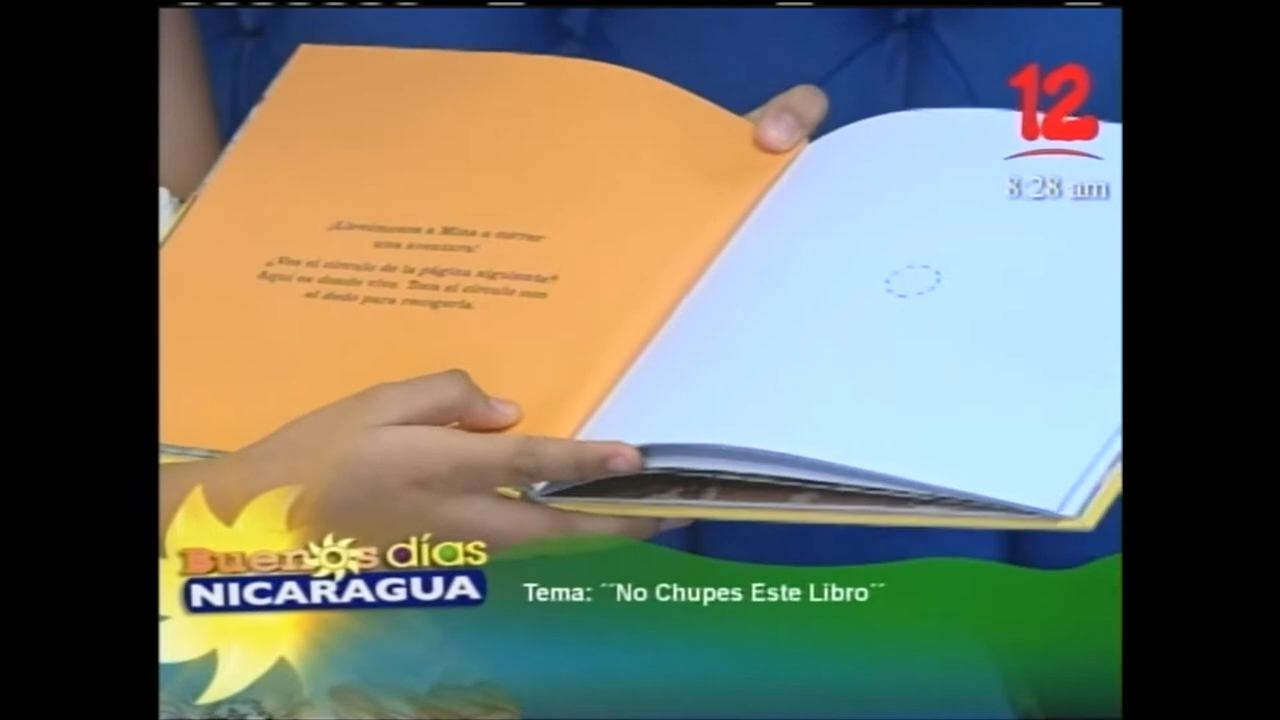 12
8:28 am
¡Llevémonos a Mina a correr
una aventura!
¿Ves el círculo de la página siguiente?
Aquí es donde vive. Toca el círculo con
el dedo para recogerla.
Buenos días
NICARAGUA
Tema: ´´No Chupes Este Libro´´